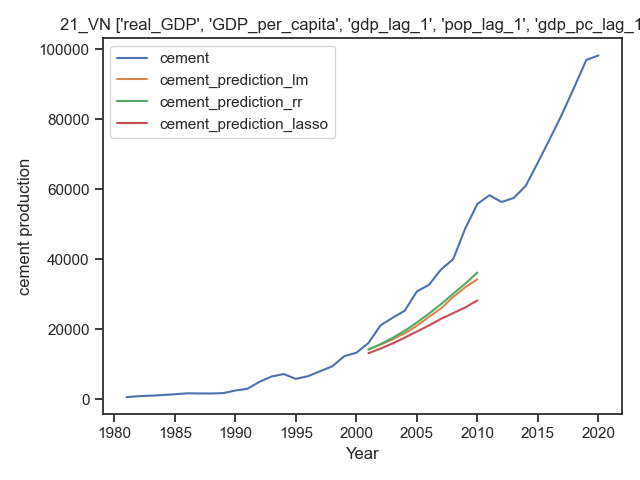 21_VN ['real_GDP', 'GDP_per_capita', 'gdp_lag_1', 'pop_lag_1', 'gdp_pc_lag_1
cement
cement_prediction_lm
cement_prediction_rr
cement_prediction_lasso
cement production
100000
80000
60000
40000
20000
0
1980 1985 1990 1995 2000 2005 2010 2015 2020
Year